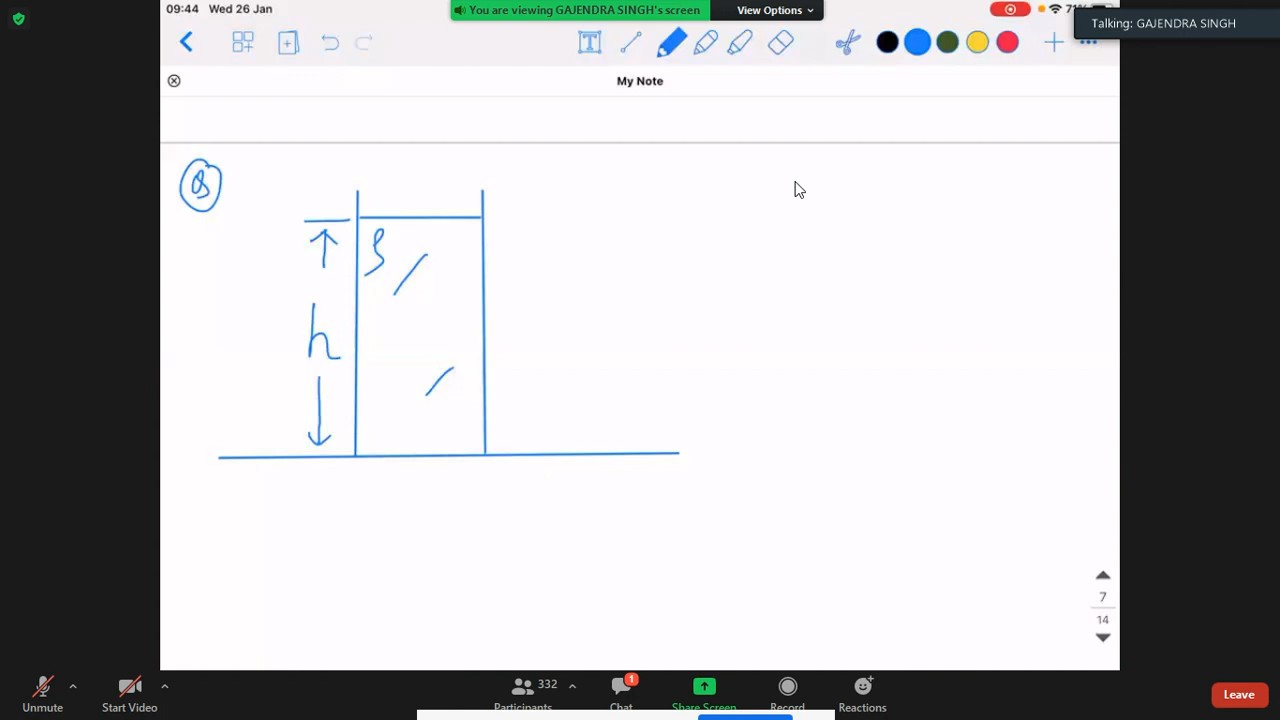 09:44 Wed 26 Jan
You are viewing GAJENDRA SINGH's screen
View Options
71%
Talking: GAJENDRA SINGH
T
My Note
Q
ρ
h
7
14
Unmute
Start Video
332
Participants
1
Chat
Share Screen
Record
Reactions
Leave